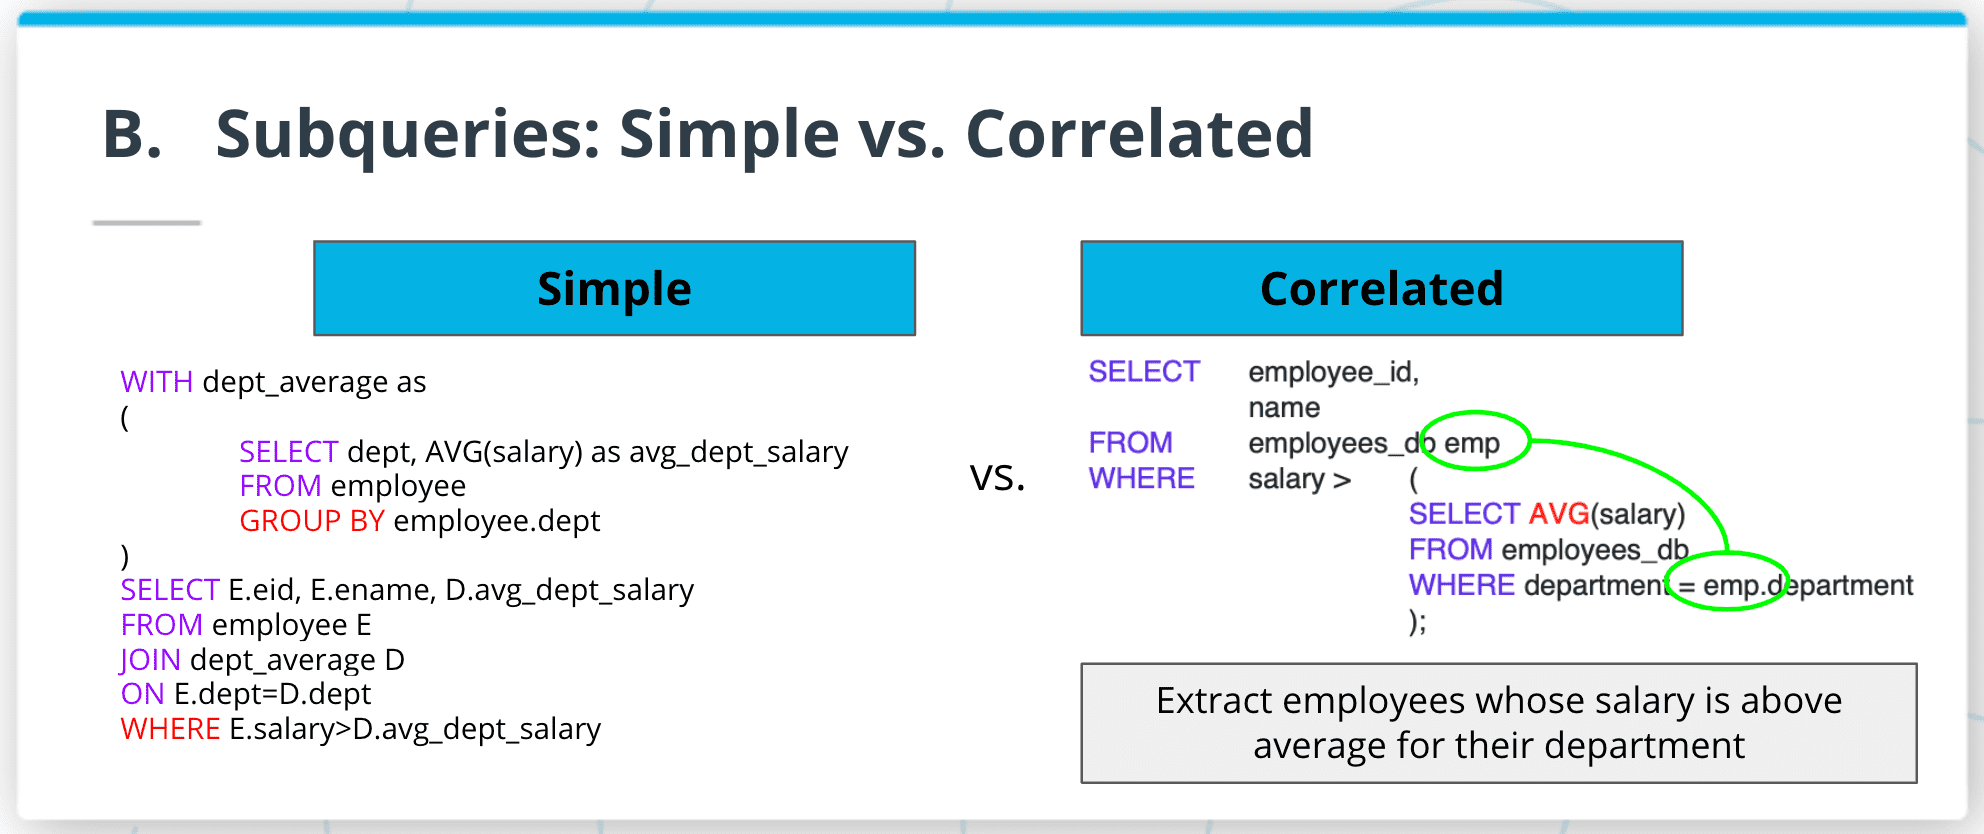 B. Subqueries: Simple vs. Correlated
Simple
WITH dept_average as
(
SELECT dept, AVG(salary) as avg_dept_salary
FROM employee
GROUP BY employee.dept
)
SELECT E.eid, E.ename, D.avg_dept_salary
FROM employee E
JOIN dept_average D
ON E.dept=D.dept
WHERE E.salary>D.avg_dept_salary
vs.
Correlated
SELECT employee_id,
name
FROM employees_db emp
WHERE salary > (
SELECT AVG(salary)
FROM employees_db
WHERE department = emp.department
);
Extract employees whose salary is above
average for their department